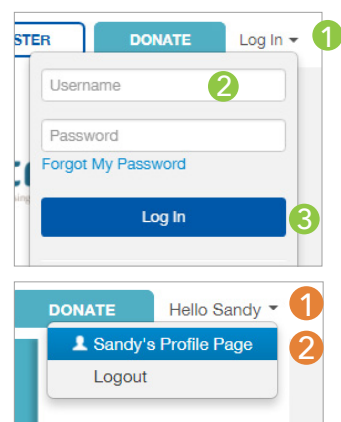 STER DONATE Log In 1
Username 2
Password
Forgot My Password
Log In 3
DONATE Hello Sandy 1
Sandy's Profile Page 2
Logout